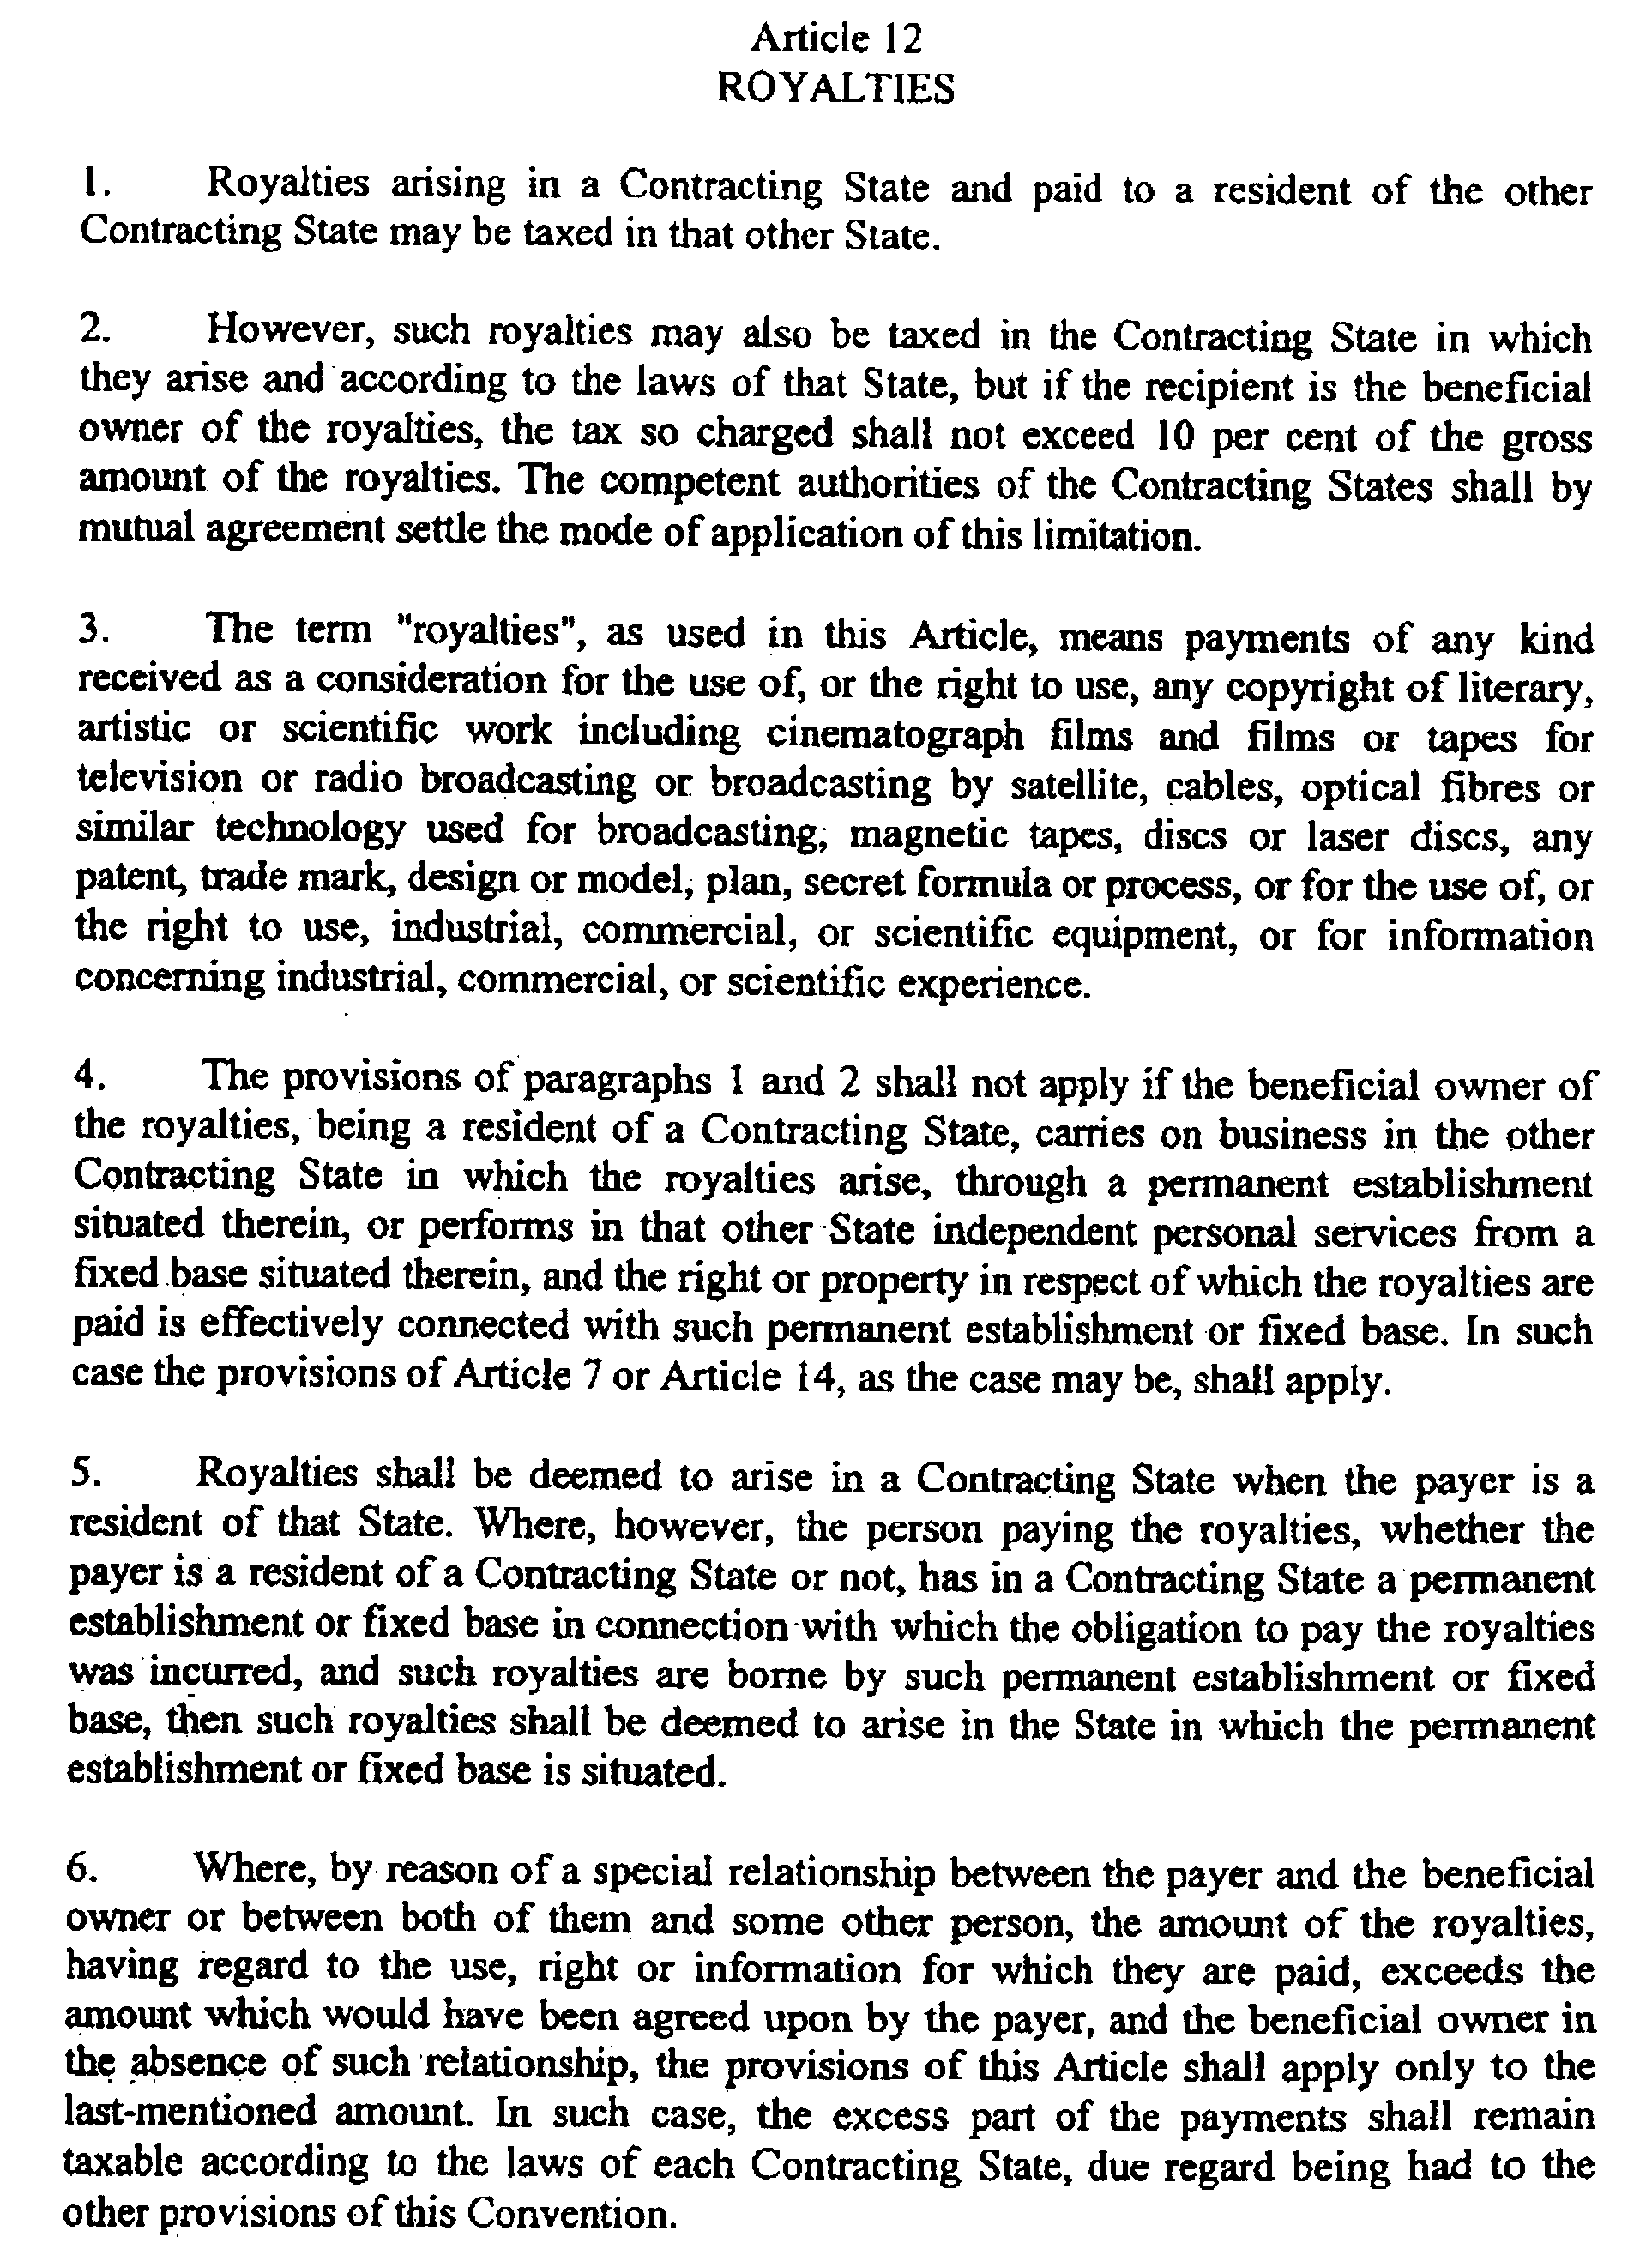 Article 12
ROYALTIES
1. Royalties arising in a Contracting State and paid to a resident of the other
Contracting State may be taxed in that other State.
2. However, such royalties may also be taxed in the Contracting State in which
they arise and according to the laws of that State, but if the recipient is the beneficial
owner of the royalties, the tax so charged shall not exceed 10 per cent of the gross
amount of the royalties. The competent authorities of the Contracting States shall by
mutual agreement settle the mode of application of this limitation.
3. The term "royalties", as used in this Article, means payments of any kind
received as a consideration for the use of, or the right to use, any copyright of literary,
artistic or scientific work including cinematograph films and films or tapes for
television or radio broadcasting or broadcasting by satellite, cables, optical fibres or
similar technology used for broadcasting; magnetic tapes, discs or laser discs, any
patent, trade mark, design or model, plan, secret formula or process, or for the use of, or
the right to use, industrial, commercial, or scientific equipment, or for information
concerning industrial, commercial, or scientific experience.
4. The provisions of paragraphs 1 and 2 shall not apply if the beneficial owner of
the royalties, being a resident of a Contracting State, carries on business in the other
Contracting State in which the royalties arise, through a permanent establishment
situated therein, or performs in that other State independent personal services from a
fixed base situated therein, and the right or property in respect of which the royalties are
paid is effectively connected with such permanent establishment or fixed base. In such
case the provisions of Article 7 or Article 14, as the case may be, shall apply.
5. Royalties shall be deemed to arise in a Contracting State when the payer is a
resident of that State. Where, however, the person paying the royalties, whether the
payer is a resident of a Contracting State or not, has in a Contracting State a permanent
establishment or fixed base in connection with which the obligation to pay the royalties
was incurred, and such royalties are borne by such permanent establishment or fixed
base, then such royalties shall be deemed to arise in the State in which the permanent
establishment or fixed base is situated.
6. Where, by reason of a special relationship between the payer and the beneficial
owner or between both of them and some other person, the amount of the royalties,
having regard to the use, right or information for which they are paid, exceeds the
amount which would have been agreed upon by the payer, and the beneficial owner in
the absence of such relationship, the provisions of this Article shall apply only to the
last-mentioned amount. In such case, the excess part of the payments shall remain
taxable according to the laws of each Contracting State, due regard being had to the
other provisions of this Convention.